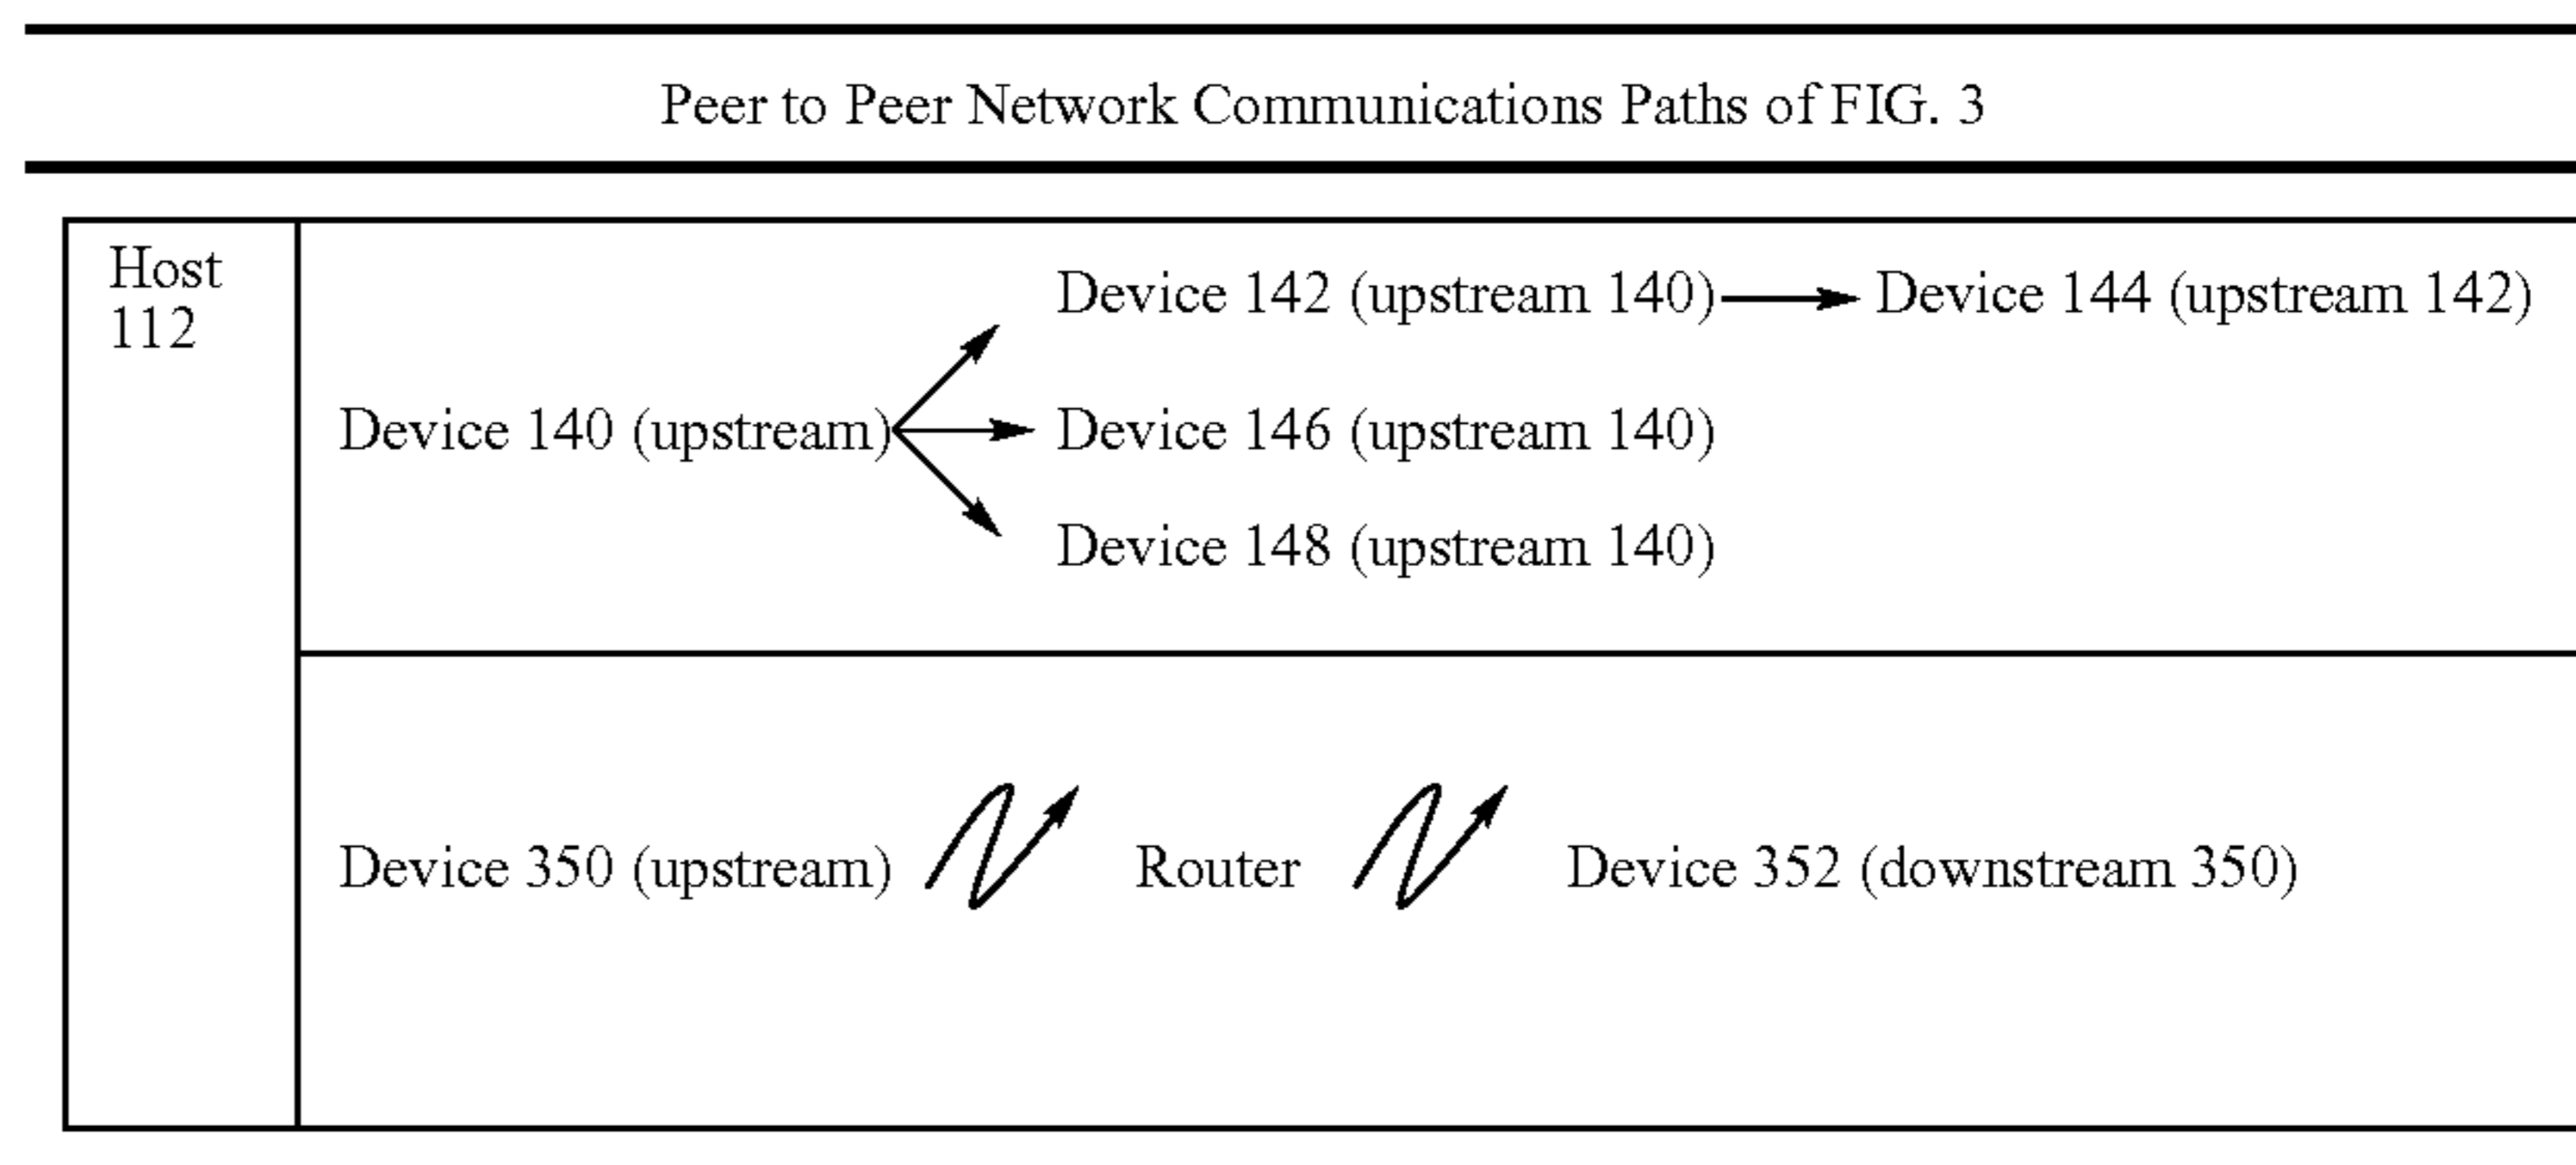 Peer to Peer Network Communications Paths of FIG. 3
Host
112
Device 142 (upstream 140)
Device 144 (upstream 142)
Device 140 (upstream)
Device 146 (upstream 140)
Device 148 (upstream 140)
Device 350 (upstream)
Router
Device 352 (downstream 350)